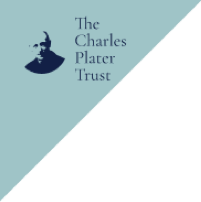 The
Charles
Plater
Trust